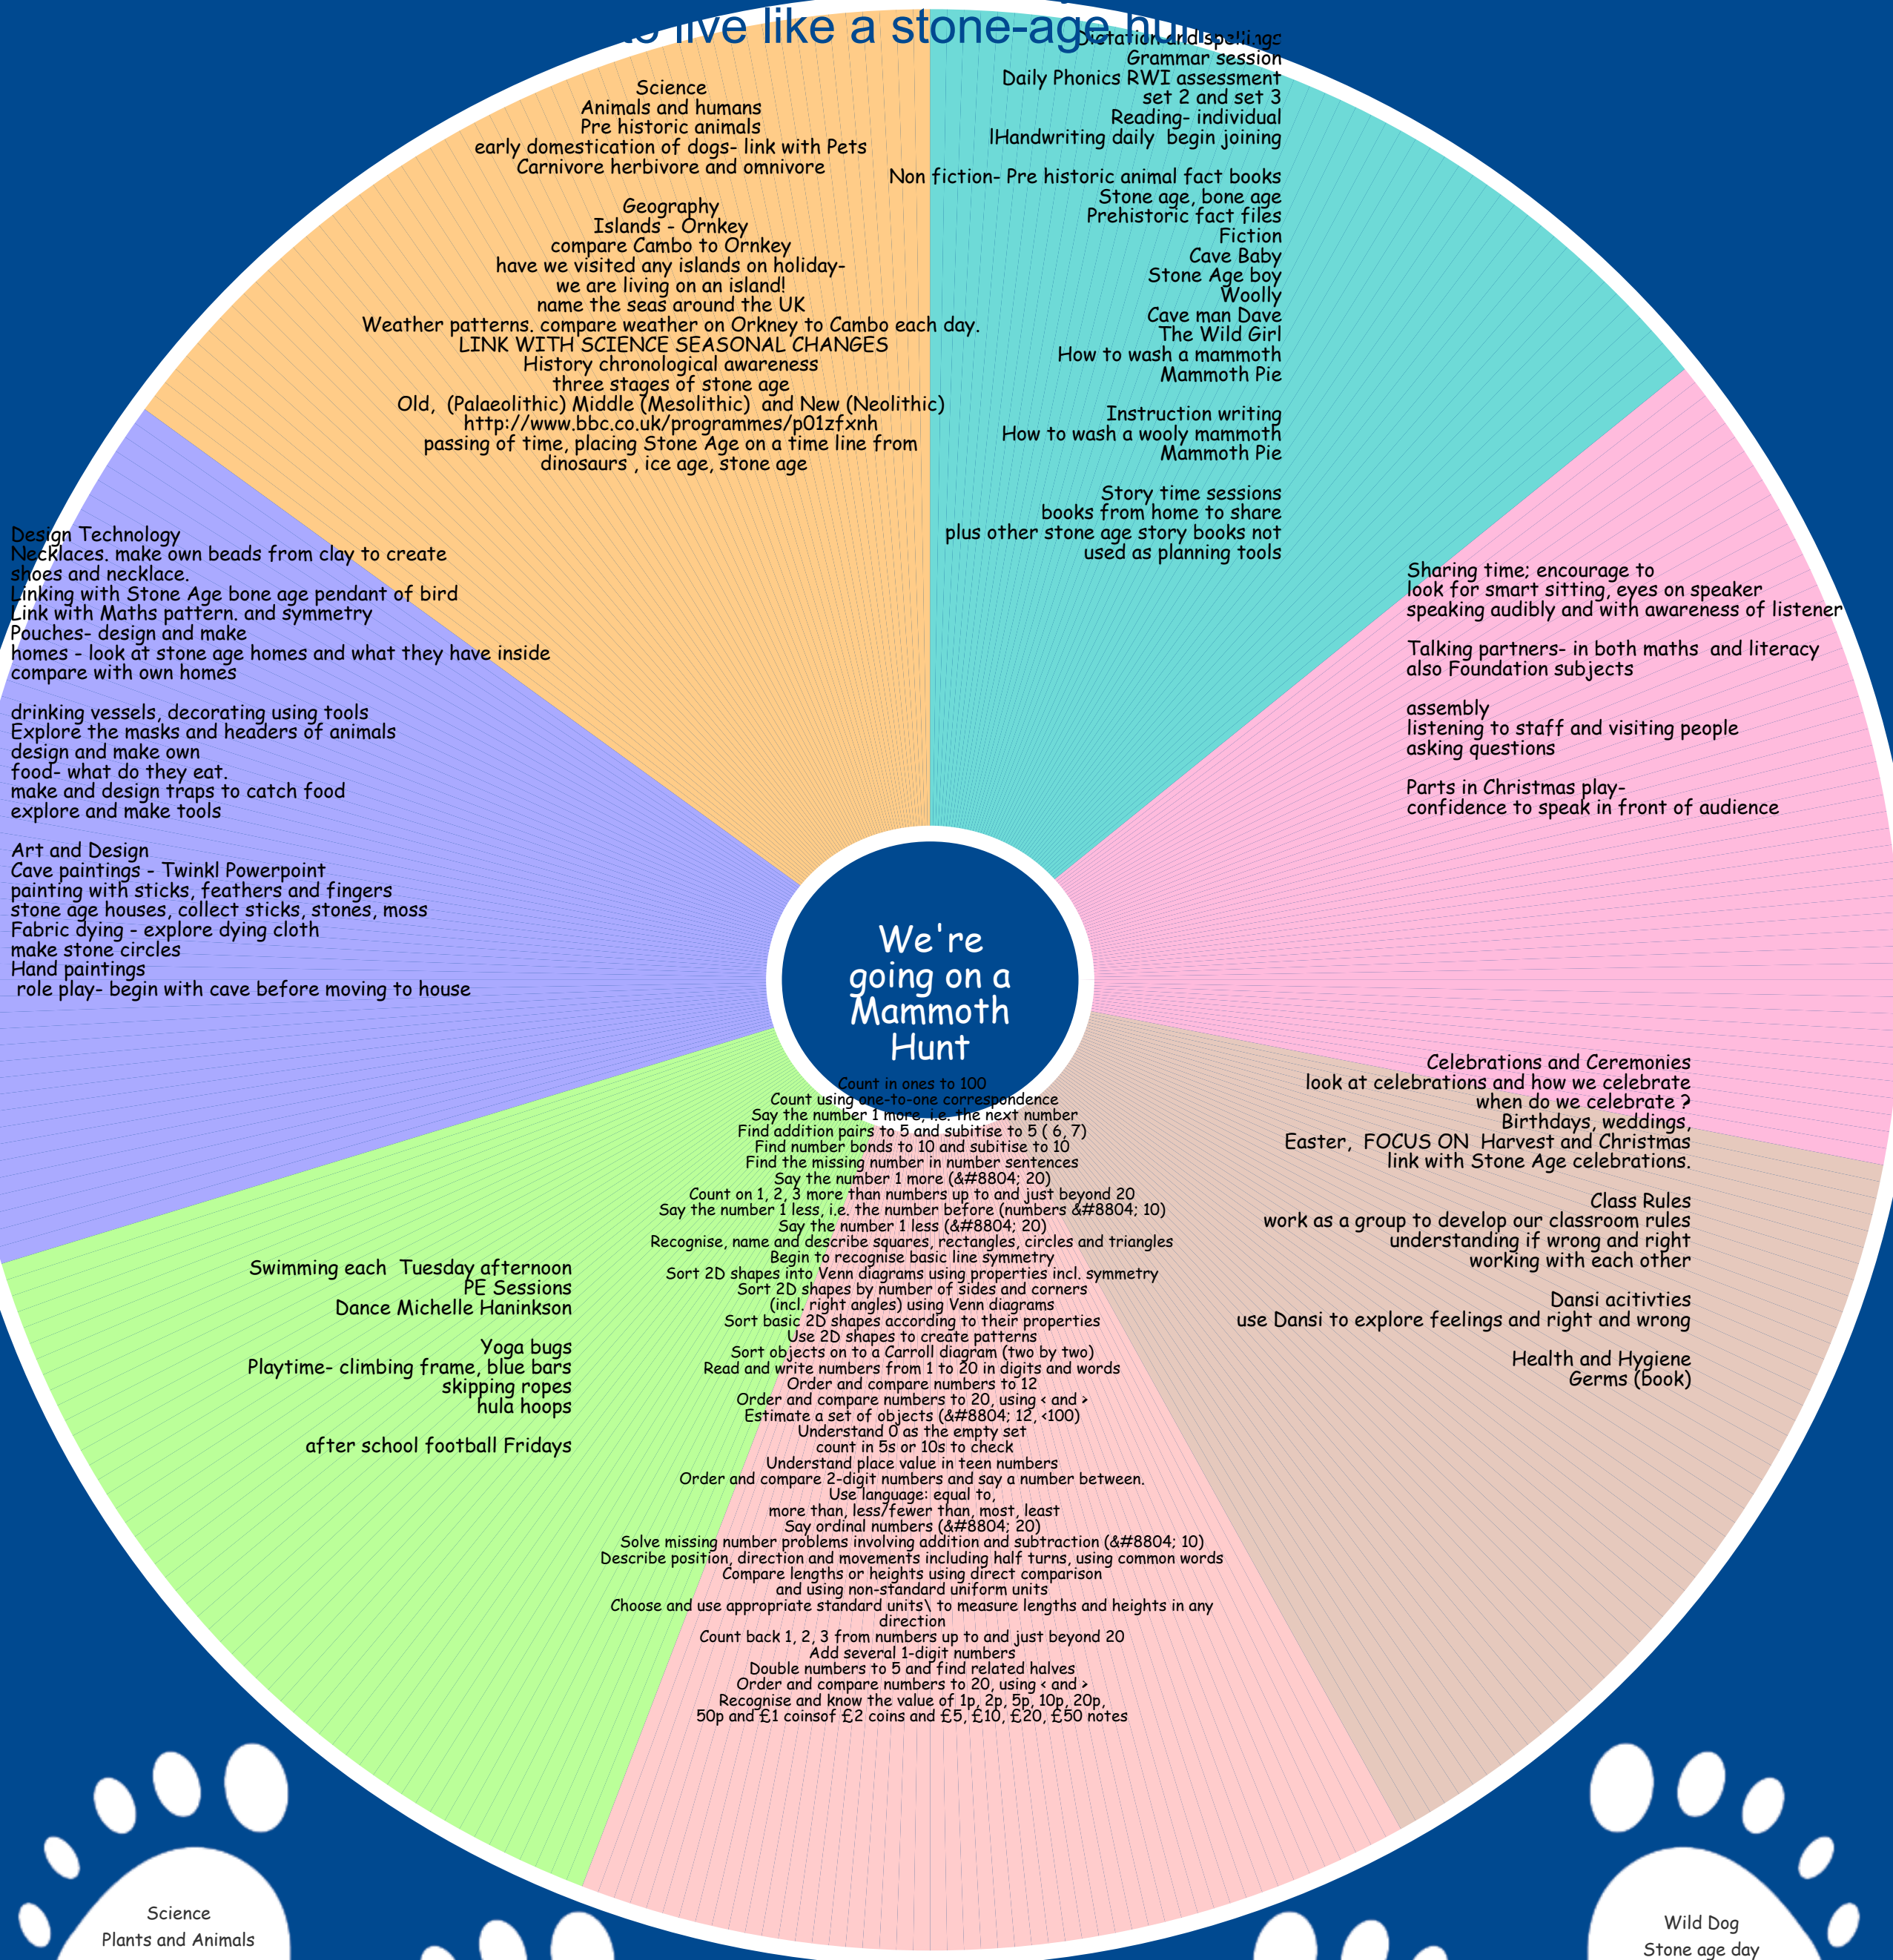 to live like a stone-age hum
Science
Animals and humans
Pre historic animals
early domestication of dogs- link with Pets
Carnivore herbivore and omnivore
Geography
Islands - Ornkey
compare Cambo to Ornkey
have we visited any islands on holiday-
we are living on an island!
name the seas around the UK
Weather patterns. compare weather on Orkney to Cambo each day.
LINK WITH SCIENCE SEASONAL CHANGES
History chronological awareness
three stages of stone age
Old,  (Palaeolithic) Middle (Mesolithic)  and New (Neolithic)
http://www.bbc.co.uk/programmes/p01zfxnh
passing of time, placing Stone Age on a time line from
dinosaurs , ice age, stone age
Dictation and spellings
Grammar session
Daily Phonics RWI assessment
set 2 and set 3
Reading- individual
lHandwriting daily  begin joining
Non fiction- Pre historic animal fact books
Stone age, bone age
Prehistoric fact files
Fiction
Cave Baby
Stone Age boy
Woolly
Cave man Dave
The Wild Girl
How to wash a mammoth
Mammoth Pie
Instruction writing
How to wash a wooly mammoth
Mammoth Pie
Story time sessions
books from home to share
plus other stone age story books not
used as planning tools
Sharing time; encourage to
look for smart sitting, eyes on speaker
speaking audibly and with awareness of listener
Talking partners- in both maths  and literacy
also Foundation subjects
assembly
listening to staff and visiting people
asking questions
Parts in Christmas play-
confidence to speak in front of audience
Design Technology
Necklaces. make own beads from clay to create
shoes and necklace.
Linking with Stone Age bone age pendant of bird
Link with Maths pattern. and symmetry
Pouches- design and make
homes - look at stone age homes and what they have inside
compare with own homes
drinking vessels, decorating using tools
Explore the masks and headers of animals
design and make own
food- what do they eat.
make and design traps to catch food
explore and make tools
Art and Design
Cave paintings - Twinkl Powerpoint
painting with sticks, feathers and fingers
stone age houses, collect sticks, stones, moss
Fabric dying - explore dying cloth
make stone circles
Hand paintings
role play- begin with cave before moving to house
We're
going on a
Mammoth
Hunt
Celebrations and Ceremonies
look at celebrations and how we celebrate
when do we celebrate ?
Birthdays, weddings,
Easter,  FOCUS ON  Harvest and Christmas
link with Stone Age celebrations.
Class Rules
work as a group to develop our classroom rules
understanding if wrong and right
working with each other
Dansi acitivties
use Dansi to explore feelings and right and wrong
Health and Hygiene
Germs (book)
Count in ones to 100
Count using one-to-one correspondence
Say the number 1 more, i.e. the next number
Find addition pairs to 5 and subitise to 5 ( 6, 7)
Find number bonds to 10 and subitise to 10
Find the missing number in number sentences
Say the number 1 more (&#8804; 20)
Count on 1, 2, 3 more than numbers up to and just beyond 20
Say the number 1 less, i.e. the number before (numbers &#8804; 10)
Say the number 1 less (&#8804; 20)
Recognise, name and describe squares, rectangles, circles and triangles
Begin to recognise basic line symmetry
Sort 2D shapes into Venn diagrams using properties incl. symmetry
Sort 2D shapes by number of sides and corners
(incl. right angles) using Venn diagrams
Sort basic 2D shapes according to their properties
Use 2D shapes to create patterns
Sort objects on to a Carroll diagram (two by two)
Read and write numbers from 1 to 20 in digits and words
Order and compare numbers to 12
Order and compare numbers to 20, using < and >
Estimate a set of objects (&#8804; 12, <100)
Understand 0 as the empty set
count in 5s or 10s to check
Understand place value in teen numbers
Order and compare 2-digit numbers and say a number between.
Use language: equal to,
more than, less/fewer than, most, least
Say ordinal numbers (&#8804; 20)
Solve missing number problems involving addition and subtraction (&#8804; 10)
Describe position, direction and movements including half turns, using common words
Compare lengths or heights using direct comparison
and using non-standard uniform units
Choose and use appropriate standard units\ to measure lengths and heights in any
direction
Count back 1, 2, 3 from numbers up to and just beyond 20
Add several 1-digit numbers
Double numbers to 5 and find related halves
Order and compare numbers to 20, using < and >
Recognise and know the value of 1p, 2p, 5p, 10p, 20p,
50p and £1 coinsof £2 coins and £5, £10, £20, £50 notes
Swimming each  Tuesday afternoon
PE Sessions
Dance Michelle Haninkson
Yoga bugs
Playtime- climbing frame, blue bars
skipping ropes
hula hoops
after school football Fridays
Science
Plants and Animals
Wild Dog
Stone age day